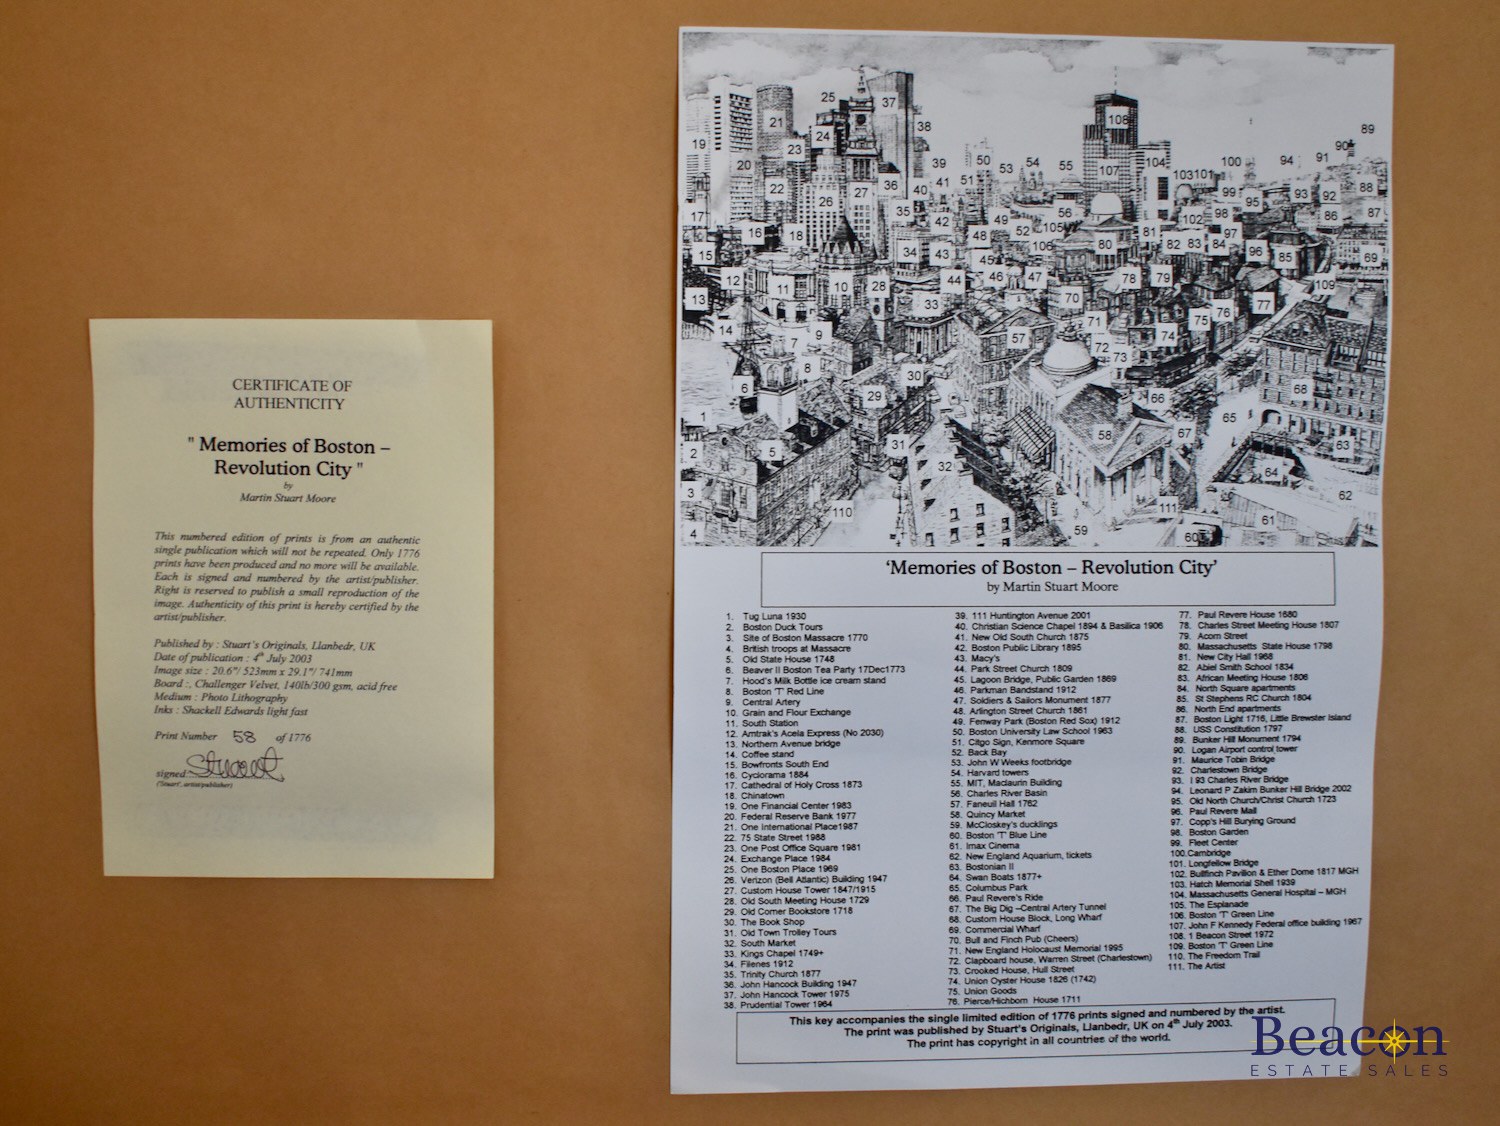 CERTIFICATE OF
AUTHENTICITY
" Memories of Boston –
Revolution City "
by
Martin Stuart Moore
This numbered edition of prints is from an authentic
single publication which will not be repeated. Only 1776
prints have been produced and no more will be available.
Each is signed and numbered by the artist/publisher.
Right is reserved to publish a small reproduction of the
image. Authenticity of this print is hereby certified by the
artist/publisher.
Published by : Stuart's Originals, Llanbedr, UK
Date of publication : 4th July 2003
Image size : 20.6"/ 523mm x 29.1"/ 741mm
Board :, Challenger Velvet, 140lb/300 gsm, acid free
Medium : Photo Lithography
Inks : Shackell Edwards light fast
Print Number 58 of 1776
signed: Stuart
('Stuart', artist/publisher)
'Memories of Boston – Revolution City'
by Martin Stuart Moore
1. Tug Luna 1930
2. Boston Duck Tours
3. Site of Boston Massacre 1770
4. British troops at Massacre
5. Old State House 1748
6. Beaver II Boston Tea Party 17Dec1773
7. Hood's Milk Bottle ice cream stand
8. Boston 'T' Red Line
9. Central Artery
10. Grain and Flour Exchange
11. South Station
12. Amtrak's Acela Express (No 2030)
13. Northern Avenue bridge
14. Coffee stand
15. Bowfronts South End
16. Cyclorama 1884
17. Cathedral of Holy Cross 1873
18. Chinatown
19. One Financial Center 1983
20. Federal Reserve Bank 1977
21. One International Place1987
22. 75 State Street 1988
23. One Post Office Square 1981
24. Exchange Place 1984
25. One Boston Place 1969
26. Verizon (Bell Atlantic) Building 1947
27. Custom House Tower 1847/1915
28. Old South Meeting House 1729
29. Old Corner Bookstore 1718
30. The Book Shop
31. Old Town Trolley Tours
32. South Market
33. Kings Chapel 1749+
34. Filenes 1912
35. Trinity Church 1877
36. John Hancock Building 1947
37. John Hancock Tower 1975
38. Prudential Tower 1964
39. 111 Huntington Avenue 2001
40. Christian Science Chapel 1894 & Basilica 1906
41. New Old South Church 1875
42. Boston Public Library 1895
43. Macy's
44. Park Street Church 1809
45. Lagoon Bridge, Public Garden 1869
46. Parkman Bandstand 1912
47. Soldiers & Sailors Monument 1877
48. Arlington Street Church 1861
49. Fenway Park (Boston Red Sox) 1912
50. Boston University Law School 1963
51. Citgo Sign, Kenmore Square
52. Back Bay
53. John W Weeks footbridge
54. Harvard towers
55. MIT, Maclaurin Building
56. Charles River Basin
57. Faneuil Hall 1762
58. Quincy Market
59. McCloskey's ducklings
60. Boston 'T' Blue Line
61. Imax Cinema
62. New England Aquarium, tickets
63. Bostonian II
64. Swan Boats 1877+
65. Columbus Park
66. Paul Revere's Ride
67. The Big Dig –Central Artery Tunnel
68. Custom House Block, Long Wharf
69. Commercial Wharf
70. Bull and Finch Pub (Cheers)
71. New England Holocaust Memorial 1995
72. Clapboard house, Warren Street (Charlestown)
73. Crooked House, Hull Street
74. Union Oyster House 1826 (1742)
75. Union Goods
76. Pierce/Hichborn House 1711
77. Paul Revere House 1680
78. Charles Street Meeting House 1807
79. Acorn Street
80. Massachusetts State House 1798
81. New City Hall 1968
82. Abiel Smith School 1834
83. African Meeting House 1806
84. North Square apartments
85. St Stephens RC Church 1804
86. North End apartments
87. Boston Light 1716, Little Brewster Island
88. USS Constitution 1797
89. Bunker Hill Monument 1794
90. Logan Airport control tower
91. Maurice Tobin Bridge
92. Charlestown Bridge
93. I 93 Charles River Bridge
94. Leonard P Zakim Bunker Hill Bridge 2002
95. Old North Church/Christ Church 1723
96. Paul Revere Mall
97. Copp's Hill Burying Ground
98. Boston Garden
99. Fleet Center
100.Cambridge
101. Longfellow Bridge
102. Bullfinch Pavilion & Ether Dome 1817 MGH
103. Hatch Memorial Shell 1939
104. Massachusetts General Hospital – MGH
105. The Esplanade
106. Boston 'T' Green Line
107. John F Kennedy Federal office building 1967
108. 1 Beacon Street 1972
109. Boston 'T' Green Line
110. The Freedom Trail
111. The Artist
This key accompanies the single limited edition of 1776 prints signed and numbered by the artist.
The print was published by Stuart's Originals, Llanbedr, UK on 4th July 2003.
The print has copyright in all countries of the world.
Beacon
ESTATE SALES